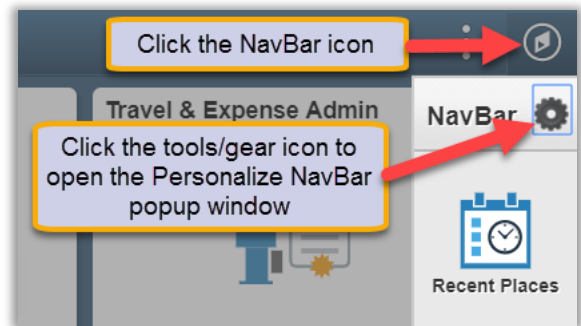 Click the NavBar icon
Travel & Expense Admin
NavBar
Click the tools/gear icon to
open the Personalize NavBar
popup window
Recent Places